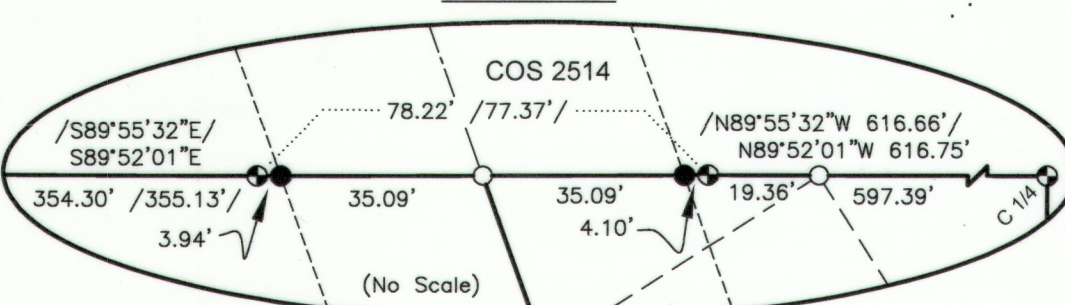 COS 2514
78.22' /77.37'/
/S89°55'32"E/
S89°52'01"E
/N89°55'32"W 616.66'/
N89°52'01"W 616.75'
354.30' /355.13'/
35.09'
35.09'
19.36'
597.39'
C 1/4
3.94'
4.10'
(No Scale)